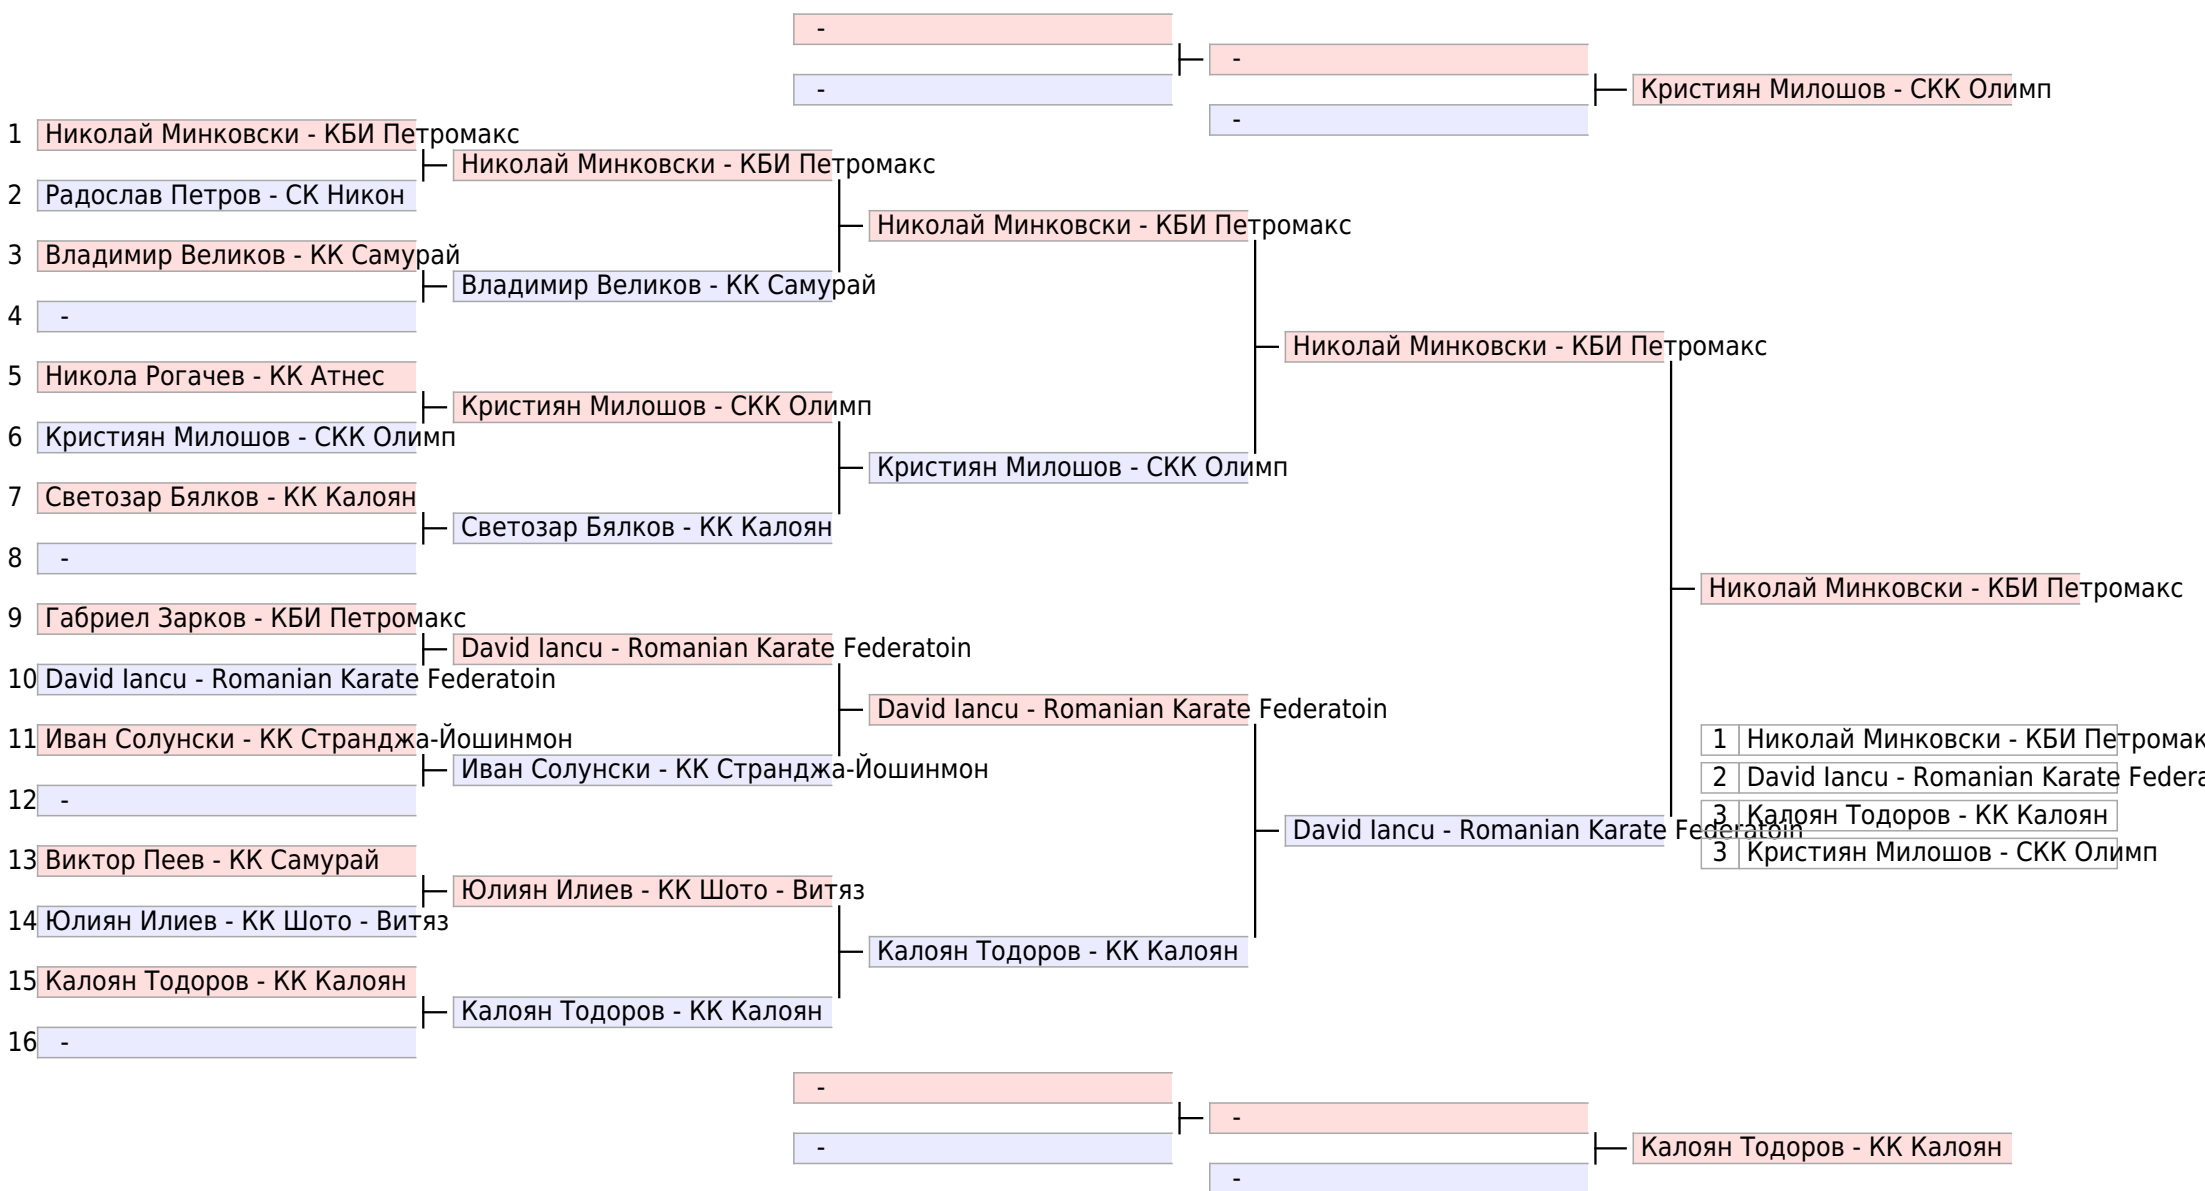 -
-
-
-
Кристиян Милошов - СКК Олимп
1 Николай Минковски - КБИ Петромакс
2 Радослав Петров - СК Никон
3 Владимир Великов - КК Самурай
4 -
5 Никола Рогачев - КК Атнес
6 Кристиян Милошов - СКК Олимп
7 Светозар Бялков - КК Калоян
8 -
9 Габриел Зарков - КБИ Петромакс
10 David Iancu - Romanian Karate Federatoin
11 Иван Солунски - КК Странджа-Йошинмон
12 -
13 Виктор Пеев - КК Самурай
14 Юлиян Илиев - КК Шото - Витяз
15 Калоян Тодоров - КК Калоян
16 -
Николай Минковски - КБИ Петромакс
Владимир Великов - КК Самурай
Кристиян Милошов - СКК Олимп
Светозар Бялков - КК Калоян
David Iancu - Romanian Karate Federatoin
Иван Солунски - КК Странджа-Йошинмон
Юлиян Илиев - КК Шото - Витяз
Калоян Тодоров - КК Калоян
Николай Минковски - КБИ Петромакс
Кристиян Милошов - СКК Олимп
David Iancu - Romanian Karate Federatoin
Калоян Тодоров - КК Калоян
Николай Минковски - КБИ Петромакс
David Iancu - Romanian Karate Federatoin
Николай Минковски - КБИ Петромакс
1 Николай Минковски - КБИ Петромак
2 David Iancu - Romanian Karate Federa
3 Калоян Тодоров - КК Калоян
3 Кристиян Милошов - СКК Олимп
-
-
-
-
Калоян Тодоров - КК Калоян